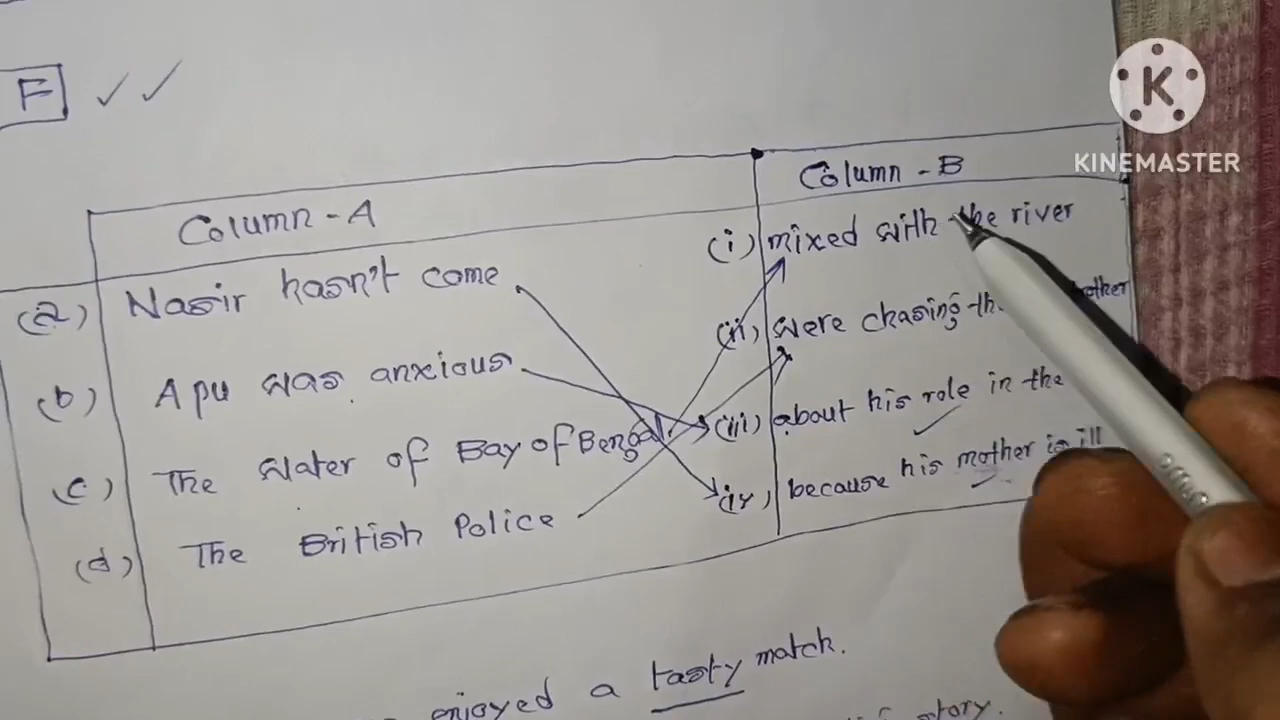 F
Column - A
Column - B
(a) Nasir hasn't come
(i) mixed with the river
(b) Apu was anxious
(ii) were chasing
(c) The water of Bay of Bengal
(iii) about his role in the
(d) The British Police
(iv) because his mother is ill
enjoyed a tasty match.
story.
KINEMASTER
K